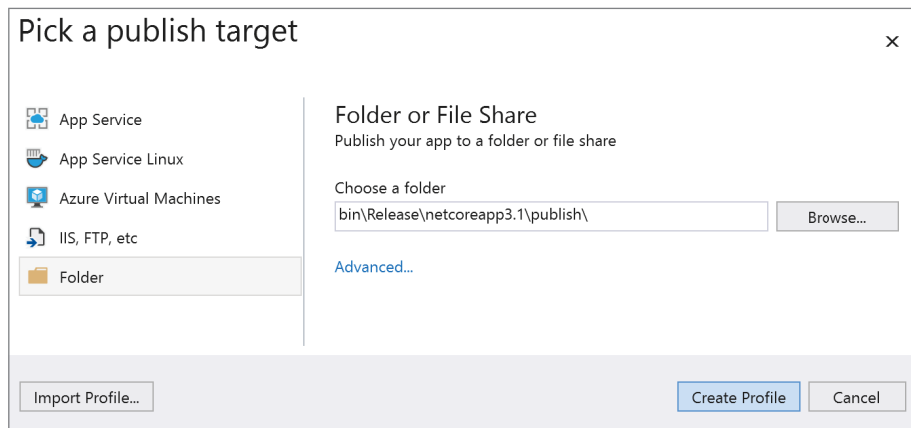 Pick a publish target
App Service
App Service Linux
Azure Virtual Machines
IIS, FTP, etc
Folder
Folder or File Share
Publish your app to a folder or file share
Choose a folder
bin\Release\netcoreapp3.1\publish\
Browse...
Advanced...
Import Profile...
Create Profile
Cancel